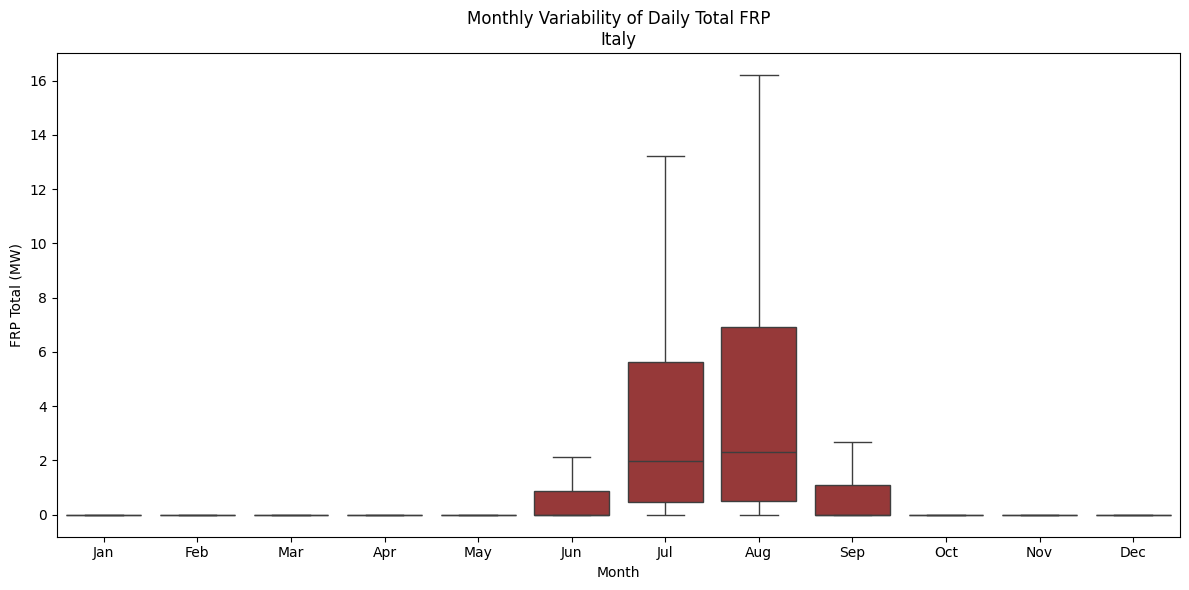 Monthly Variability of Daily Total FRP
Italy
FRP Total (MW)
16
14
12
10
8
6
4
2
0
Jan Feb Mar Apr May Jun Jul Aug Sep Oct Nov Dec
Month